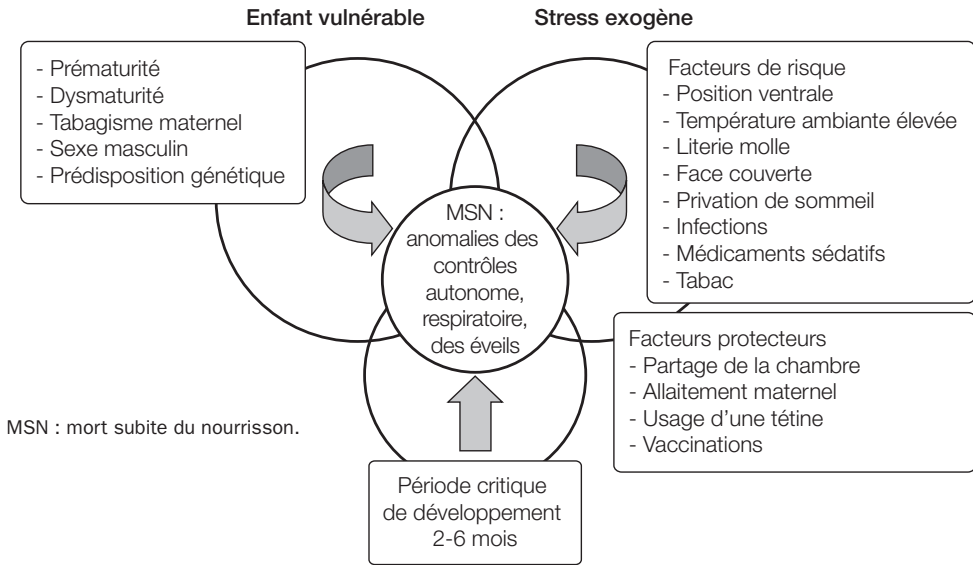 Enfant vulnérable
Stress exogène
- Prématurité
- Dysmaturité
- Tabagisme maternel
- Sexe masculin
- Prédisposition génétique
Facteurs de risque
- Position ventrale
- Température ambiante élevée
- Literie molle
- Face couverte
- Privation de sommeil
- Infections
- Médicaments sédatifs
- Tabac
MSN :
anomalies des
contrôles
autonome,
respiratoire,
des éveils
Facteurs protecteurs
- Partage de la chambre
- Allaitement maternel
- Usage d’une tétine
- Vaccinations
MSN : mort subite du nourrisson.
Période critique
de développement
2-6 mois